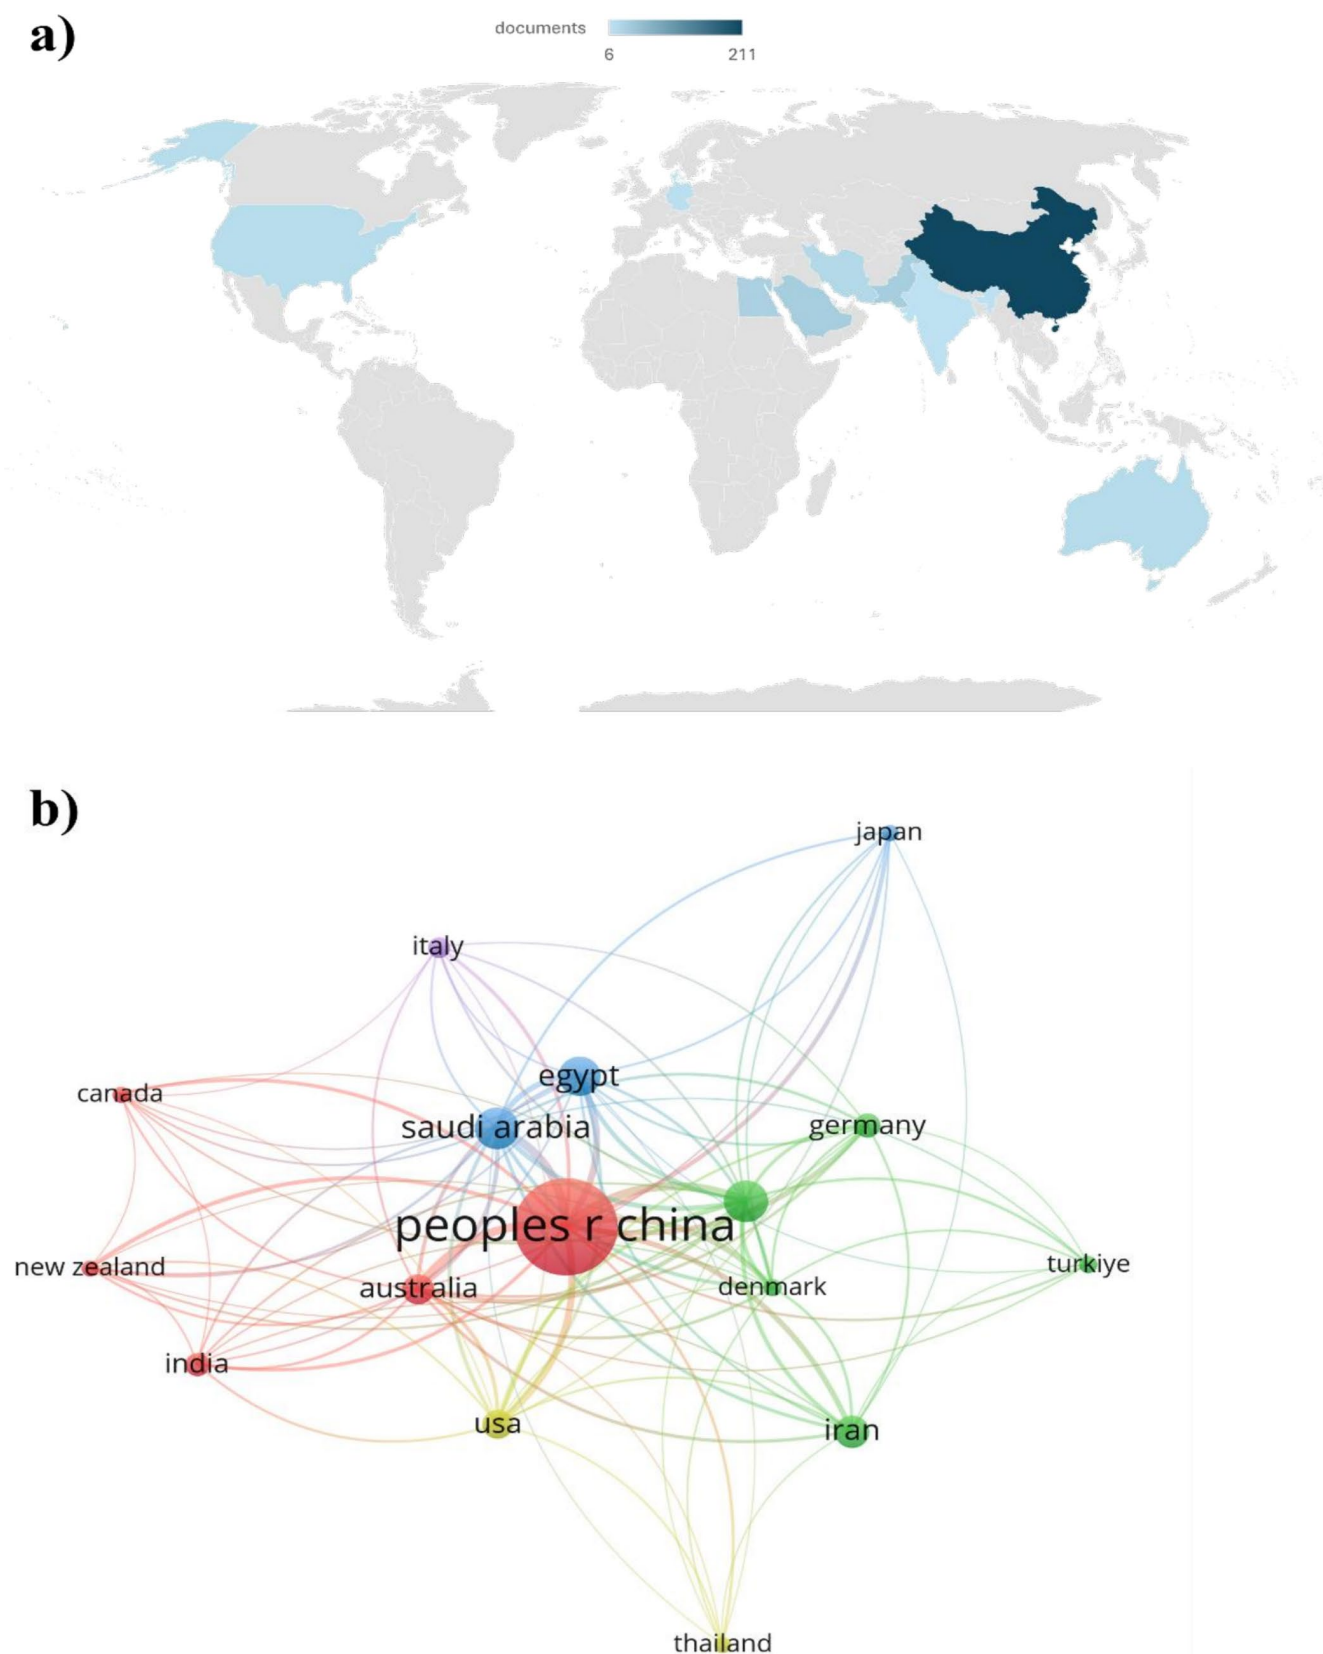 a)
documents
6 211
b)
japan
italy
egypt
canada
saudi arabia
germany
peoples r china
new zealand
turkiye
australia
denmark
india
usa
iran
thailand